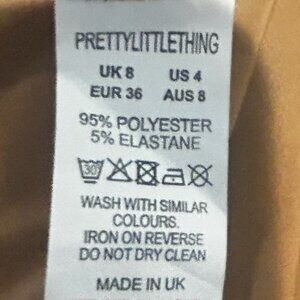 PRETTYLITTLETHING
UK 8 US 4
EUR 36 AUS 8
95% POLYESTER
5% ELASTANE
30
WASH WITH SIMILAR
COLOURS.
IRON ON REVERSE
DO NOT DRY CLEAN
MADE IN UK